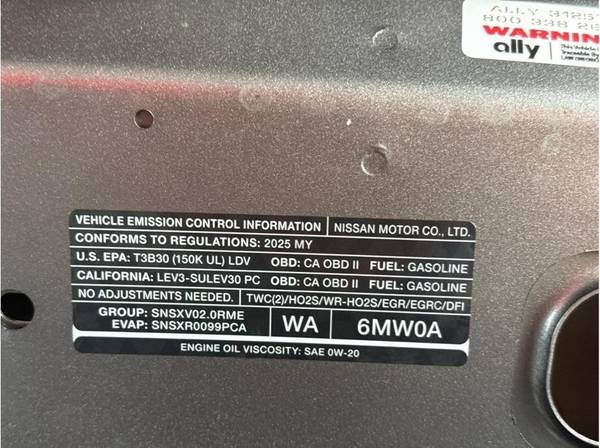 ALLY
800 338
WARNIN
ally
VEHICLE EMISSION CONTROL INFORMATION NISSAN MOTOR CO., LTD.
CONFORMS TO REGULATIONS: 2025 MY
U.S. EPA: T3B30 (150K UL) LDV OBD: CA OBD II FUEL: GASOLINE
CALIFORNIA: LEV3-SULEV30 PC OBD: CA OBD II FUEL: GASOLINE
NO ADJUSTMENTS NEEDED. TWC(2)/HO2S/WR-HO2S/EGR/EGRC/DFI
GROUP: SNSXV02.0RME
EVAP: SNSXR0099PCA
WA
6MW0A
ENGINE OIL VISCOSITY: SAE 0W-20